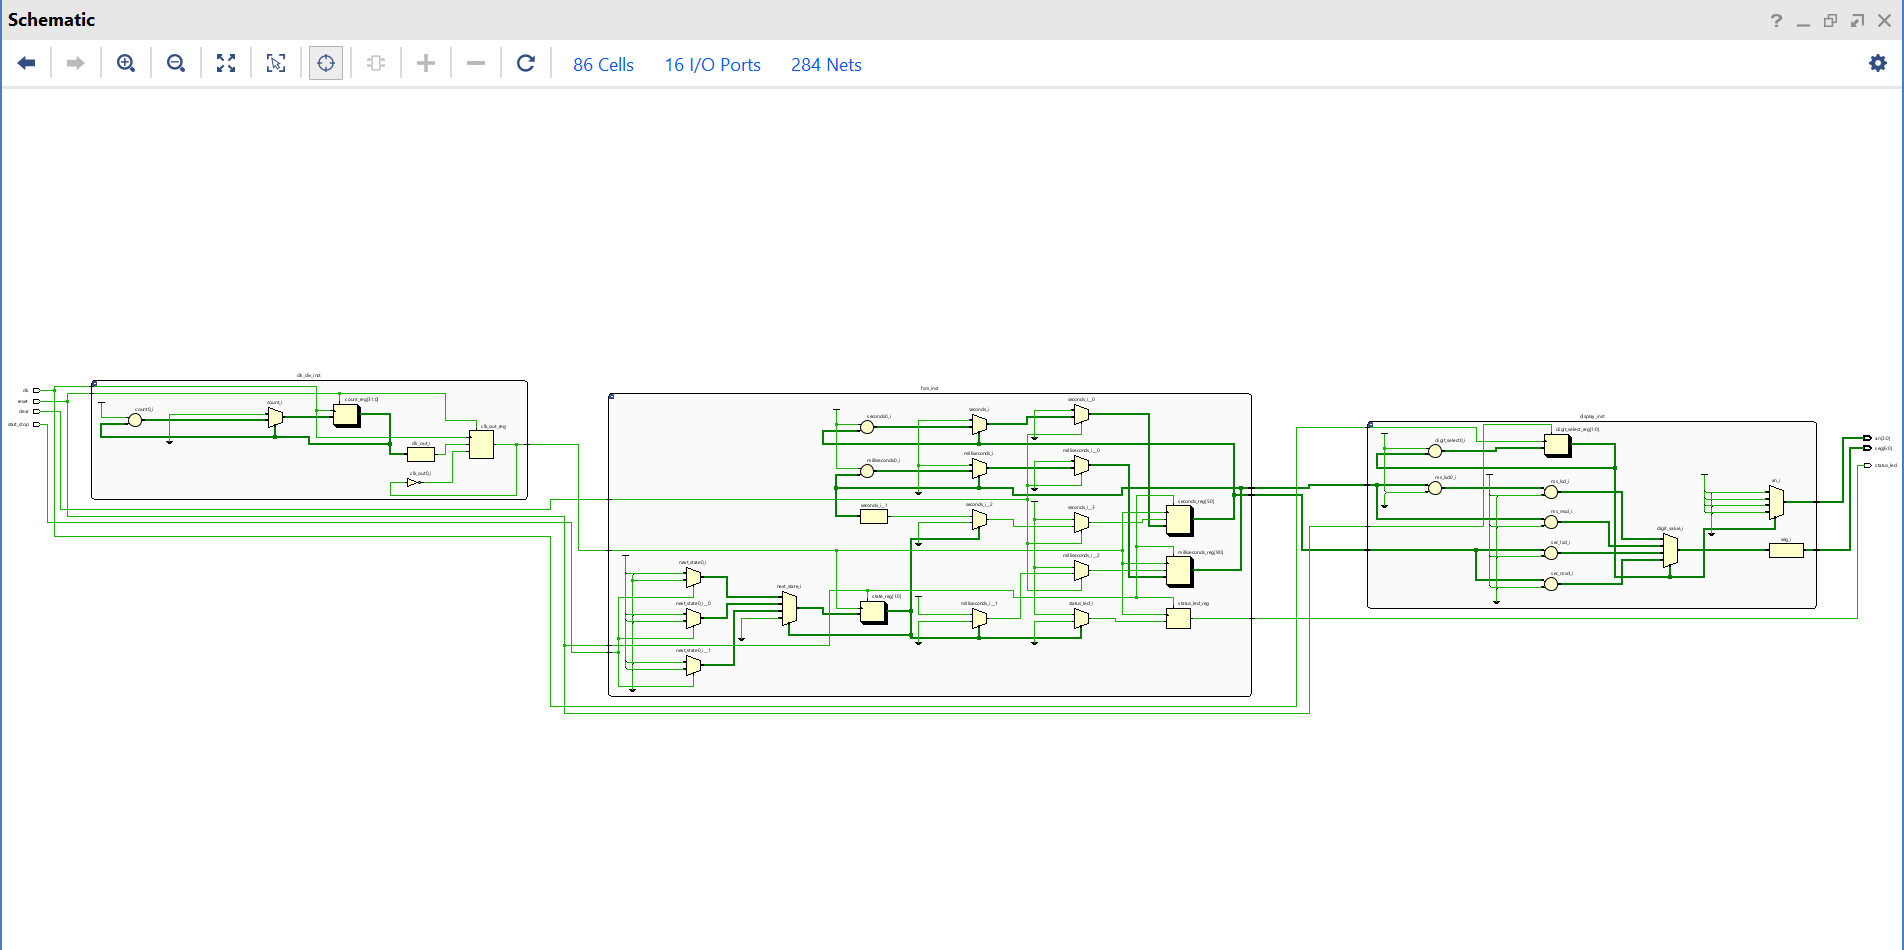 Schematic
86 Cells 16 I/O Ports 284 Nets
clk_div_inst
clk
reset
clear
start_stop
count0_i
count_i
count_reg[31:0]
clk_out_i
clk_out_reg
clk_out0_i
fsm_inst
seconds0_i
seconds_i
seconds_i__0
milliseconds0_i
milliseconds_i
milliseconds_i__0
seconds_i__1
seconds_i__2
seconds_i__3
seconds_reg[5:0]
milliseconds_i__2
milliseconds_reg[9:0]
next_state0_i
next_state0_i__0
next_state0_i__1
next_state_i
state_reg[1:0]
milliseconds_i__1
status_led_i
status_led_reg
display_inst
digit_select0_i
digit_select_reg[1:0]
ms_lsd0_i
ms_lsd_i
ms_msd_i
sec_lsd_i
sec_msd_i
digit_value_i
an_i
seg_i
an[3:0]
seg[6:0]
status_led